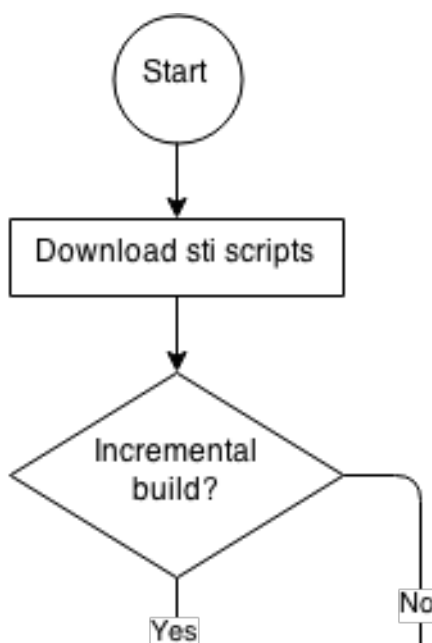 Start
Download sti scripts
Incremental
build?
Yes
No